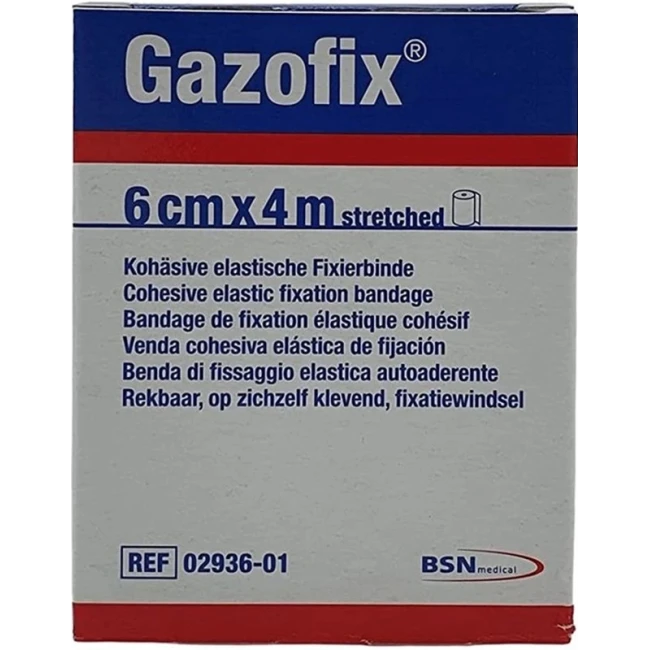 Gazofix®
6 cm x 4 m stretched
Kohäsive elastische Fixierbinde
Cohesive elastic fixation bandage
Bandage de fixation élastique cohésif
Venda cohesiva elástica de fijación
Benda di fissaggio elastica autoaderente
Rekbaar, op zichzelf klevend, fixatiewindsel
REF 02936-01
BSN medical